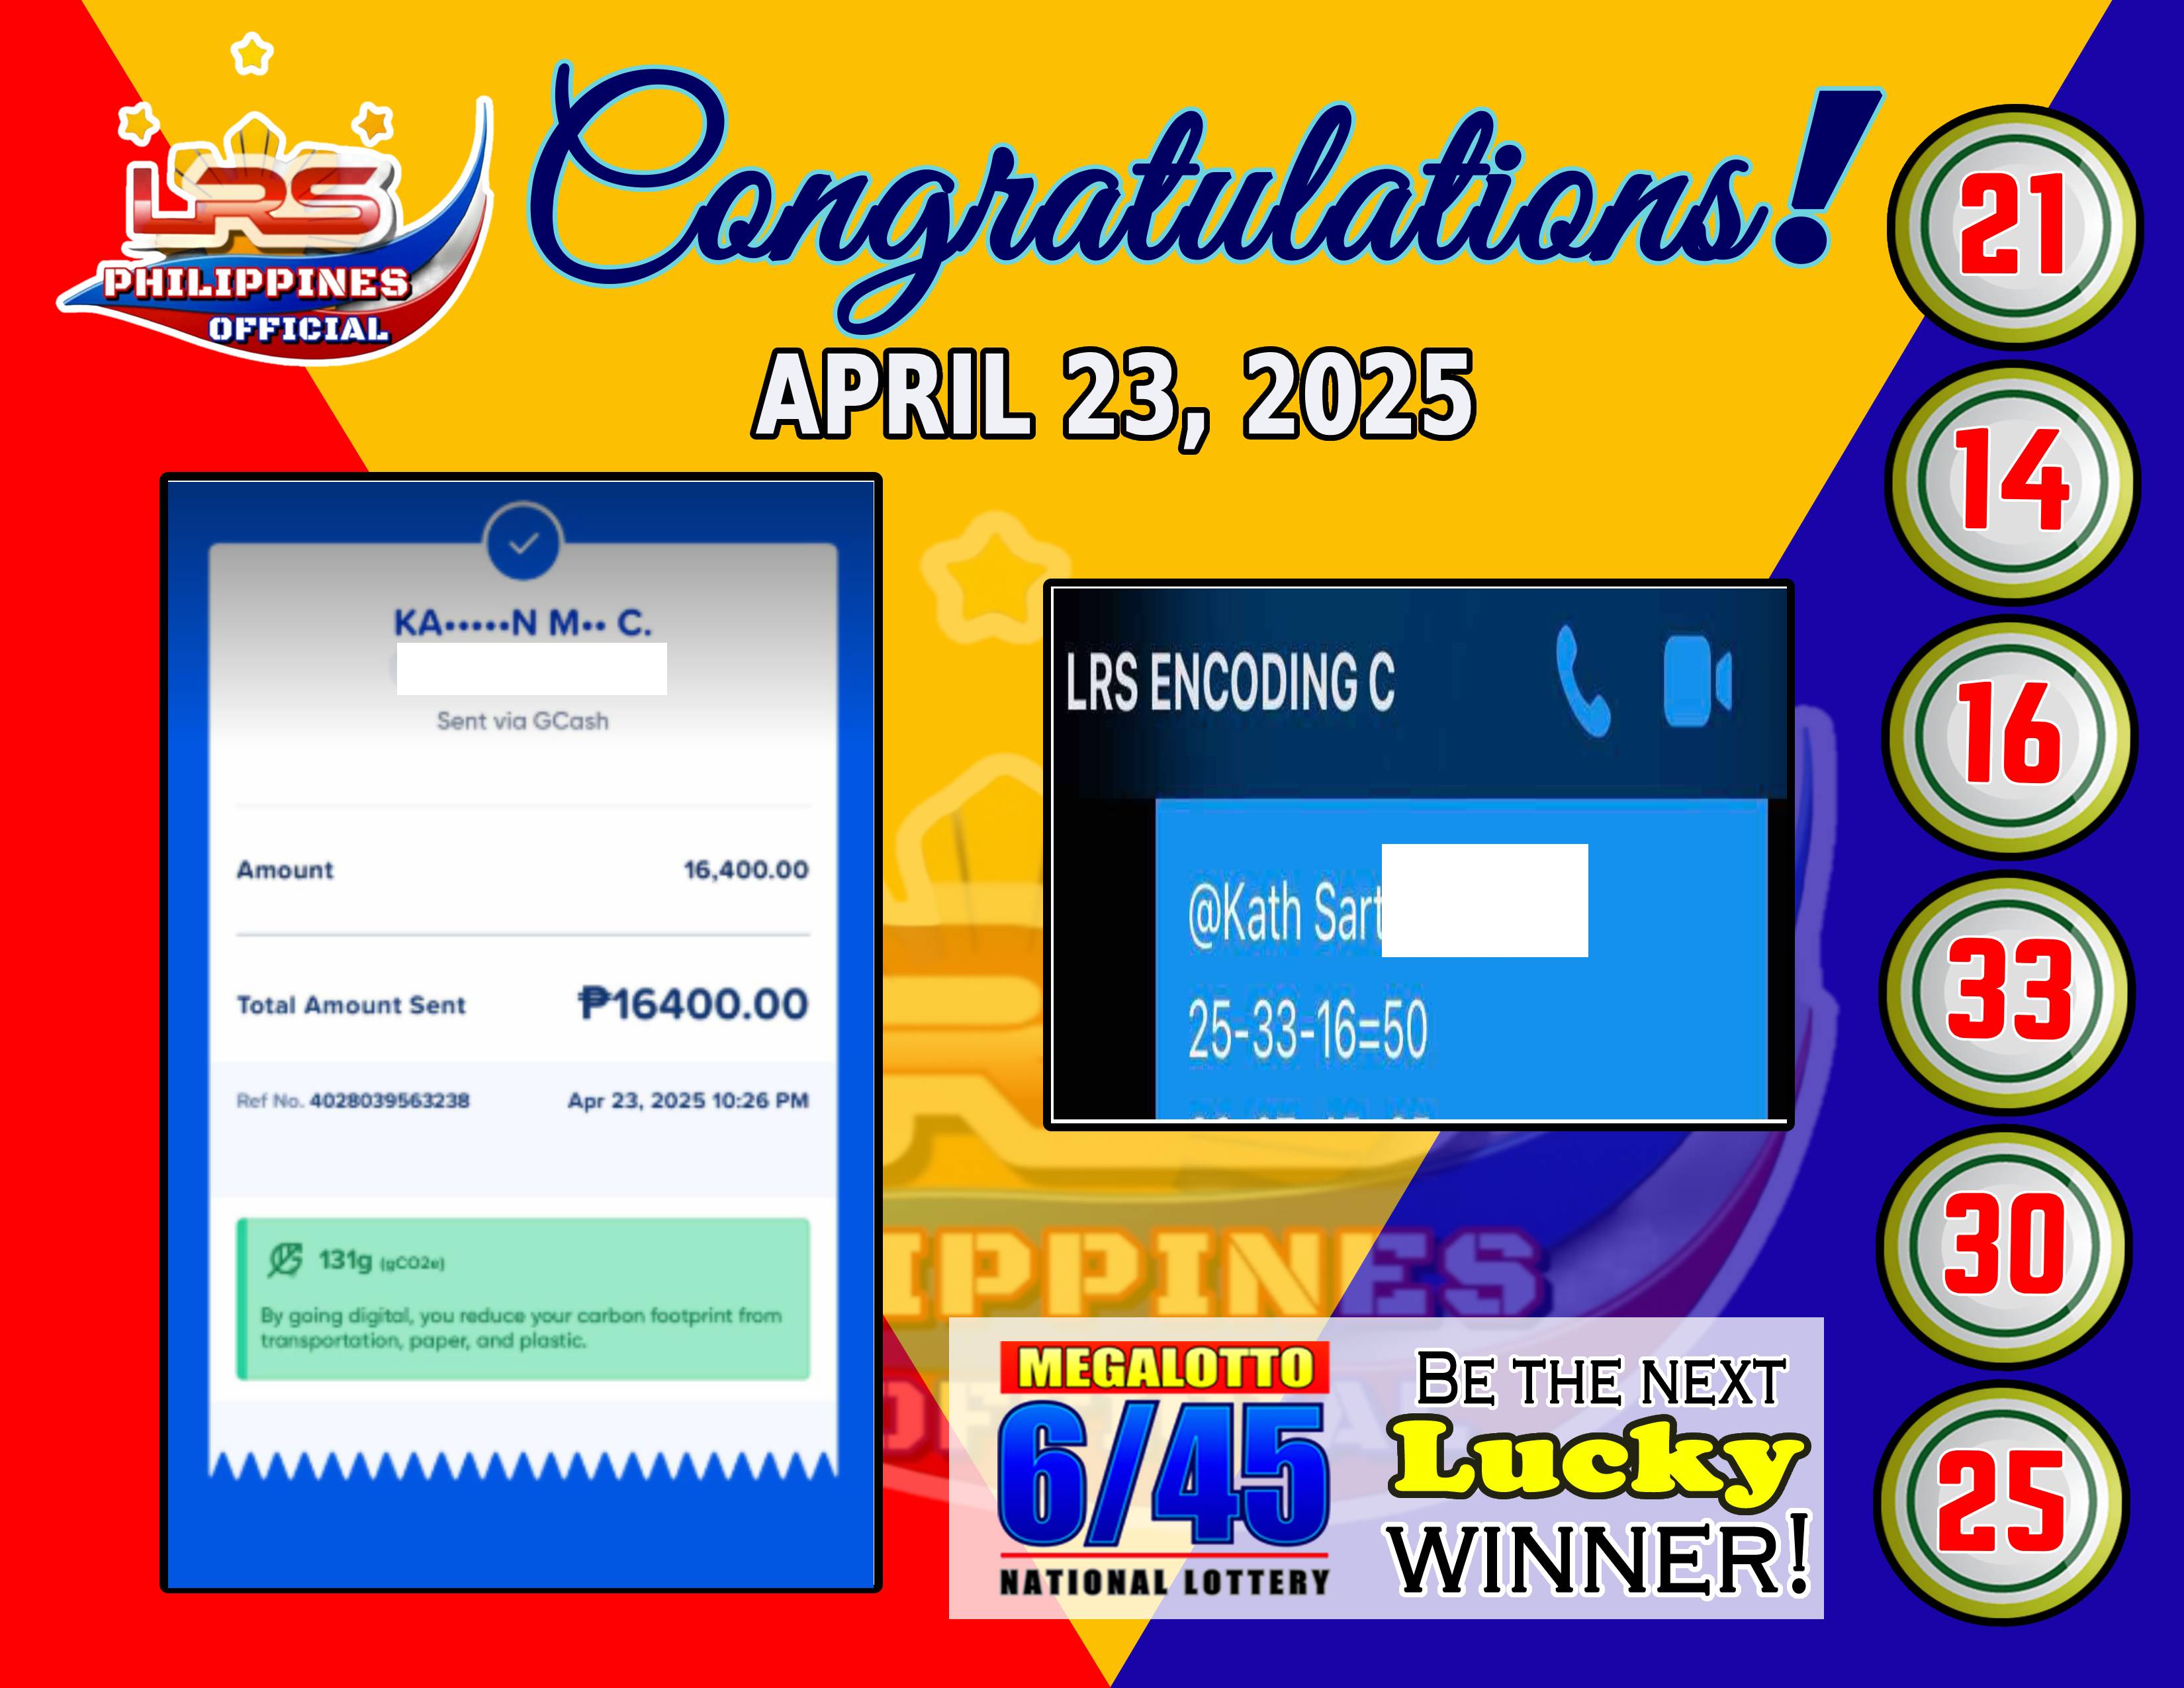 LRS
PHILIPPINES
OFFICIAL
Congratulations!
APRIL 23, 2025
KA•••••N M•• C.
Sent via GCash
Amount 16,400.00
Total Amount Sent ₱16400.00
Ref No. 4028039563238 Apr 23, 2025 10:26 PM
131g (gCO2e)
By going digital, you reduce your carbon footprint from
transportation, paper, and plastic.
LRS ENCODING C
@Kath Sart
25-33-16=50
IPPINES
MEGALOTTO
6/45
NATIONAL LOTTERY
BE THE NEXT
Lucky
WINNER!
21
14
16
33
30
25